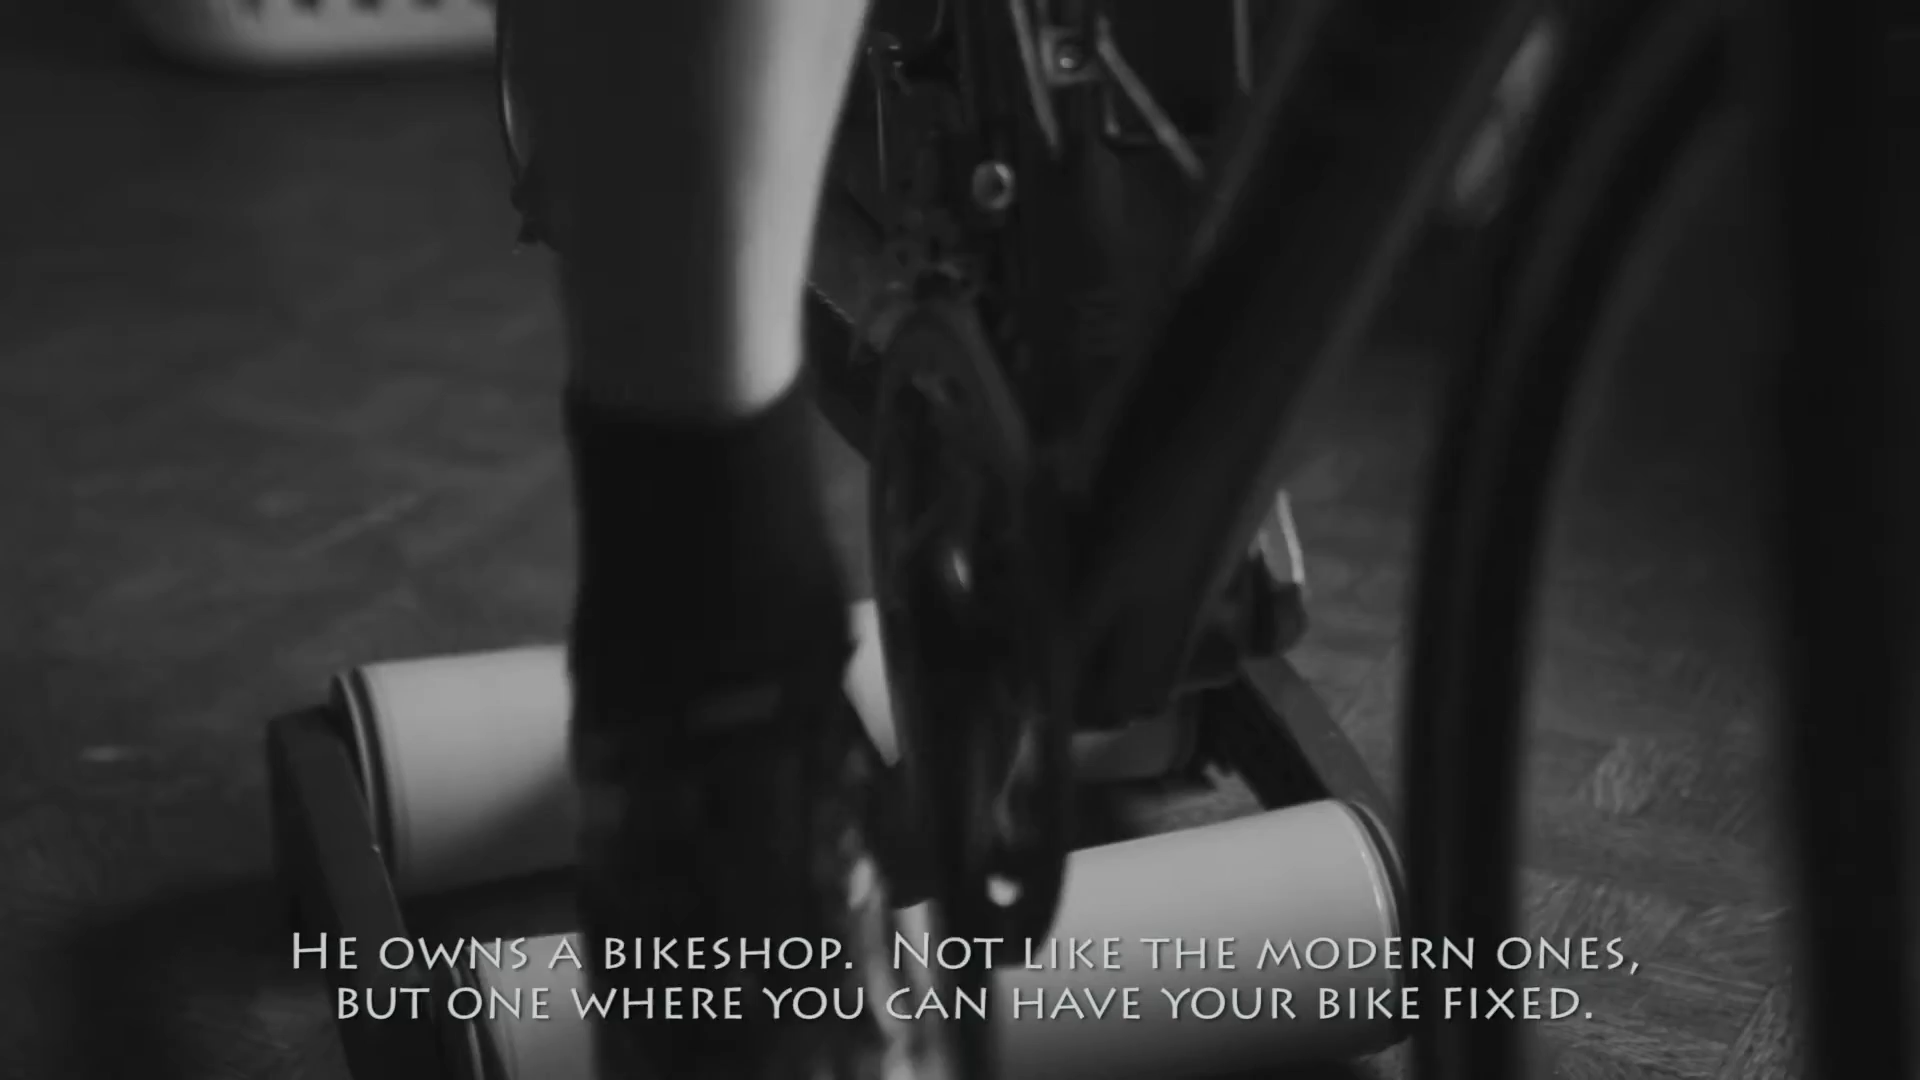 He owns a bikeshop.  Not like the modern ones,
but one where you can have your bike fixed.